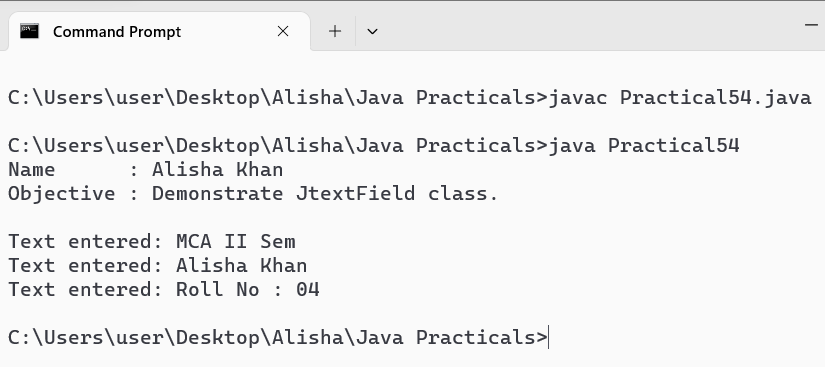 Command Prompt
C:\Users\user\Desktop\Alisha\Java Practicals>javac Practical54.java
C:\Users\user\Desktop\Alisha\Java Practicals>java Practical54
Name      : Alisha Khan
Objective : Demonstrate JtextField class.
Text entered: MCA II Sem
Text entered: Alisha Khan
Text entered: Roll No : 04
C:\Users\user\Desktop\Alisha\Java Practicals>